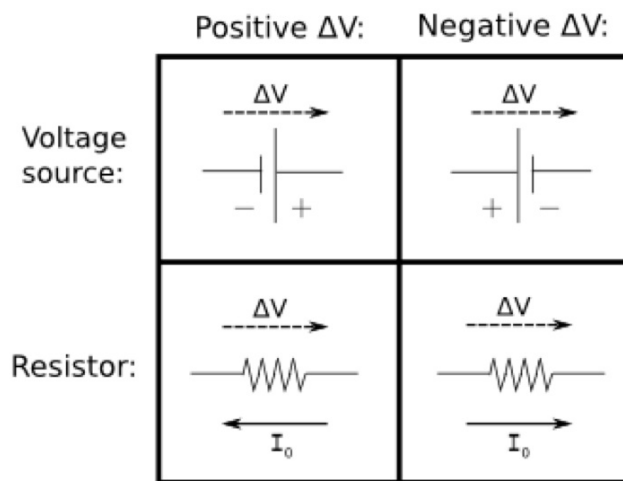 Positive ΔV: Negative ΔV:
Voltage source:
ΔV ΔV
− + + −
Resistor:
ΔV ΔV
I₀ I₀